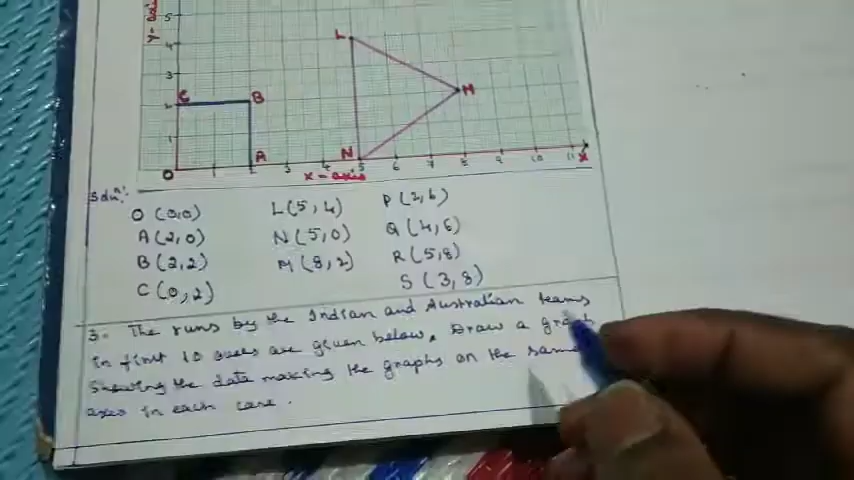 Y-axis
5
4
L
3
C
B
M
2
1
A
N
O
1 2 3 4 5 6 7 8 9 10 11 X
X-axis
Soln:
O (0,0) L(5,4) P(2,6)
A (2,0) N (5,0) Q (4,6)
B (2,2) M (8,2) R (5,8)
C (0,2) S (3,8)
3. The runs by the Indian and Australian teams
in first 10 overs are given below. Draw a graph
showing the data making the graphs on the same
axes in each case.